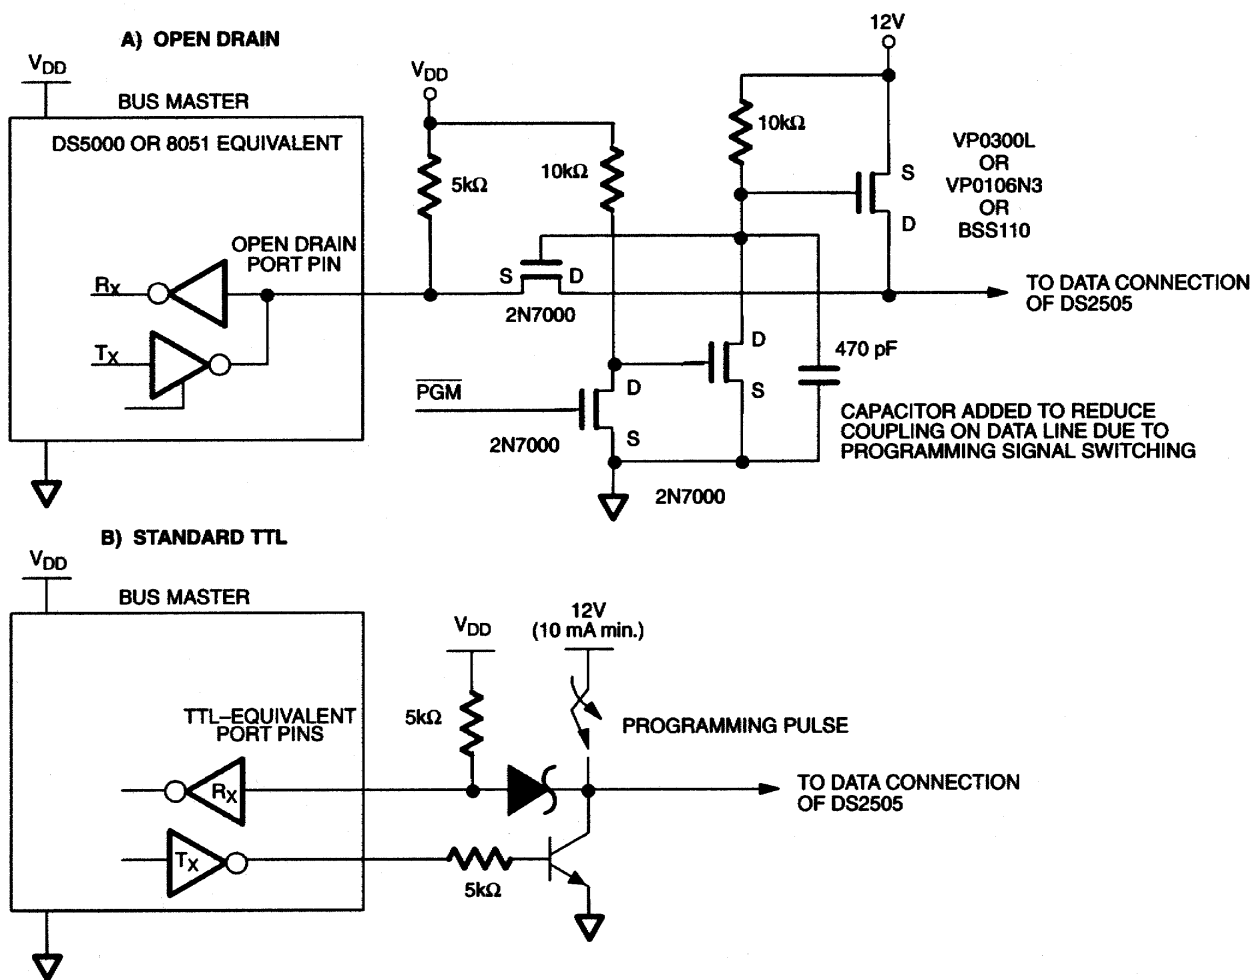 A) OPEN DRAIN
12V
VDD
VDD
BUS MASTER
DS5000 OR 8051 EQUIVALENT
10kΩ
VP0300L
OR
VP0106N3
OR
BSS110
5kΩ
10kΩ
S
D
OPEN DRAIN
PORT PIN
S D
RX
2N7000
TO DATA CONNECTION
OF DS2505
TX
D
S
470 pF
PGM
D
S
2N7000
CAPACITOR ADDED TO REDUCE
COUPLING ON DATA LINE DUE TO
PROGRAMMING SIGNAL SWITCHING
2N7000
B) STANDARD TTL
VDD
BUS MASTER
VDD
12V
(10 mA min.)
TTL–EQUIVALENT
PORT PINS
5kΩ
PROGRAMMING PULSE
RX
TO DATA CONNECTION
OF DS2505
TX
5kΩ